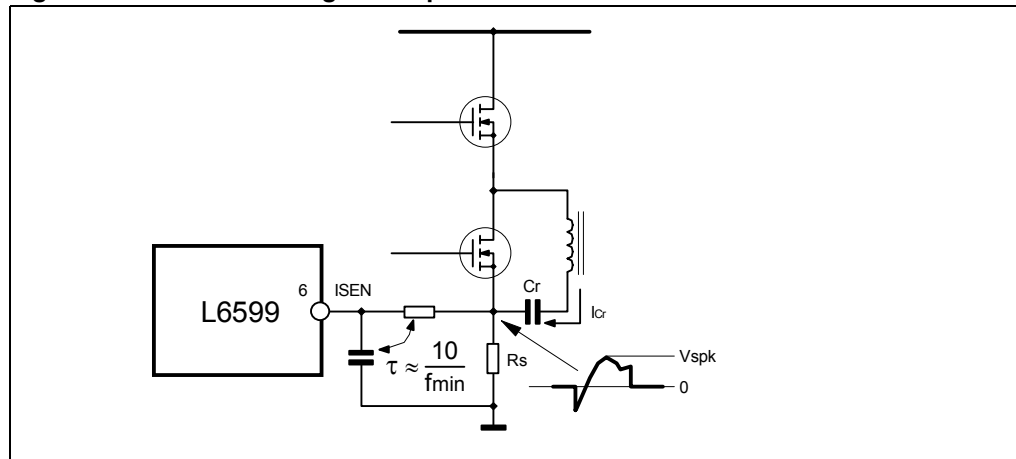 6
ISEN
L6599
Cr
ICr
τ ≈ 10/fmin
Rs
Vspk
0